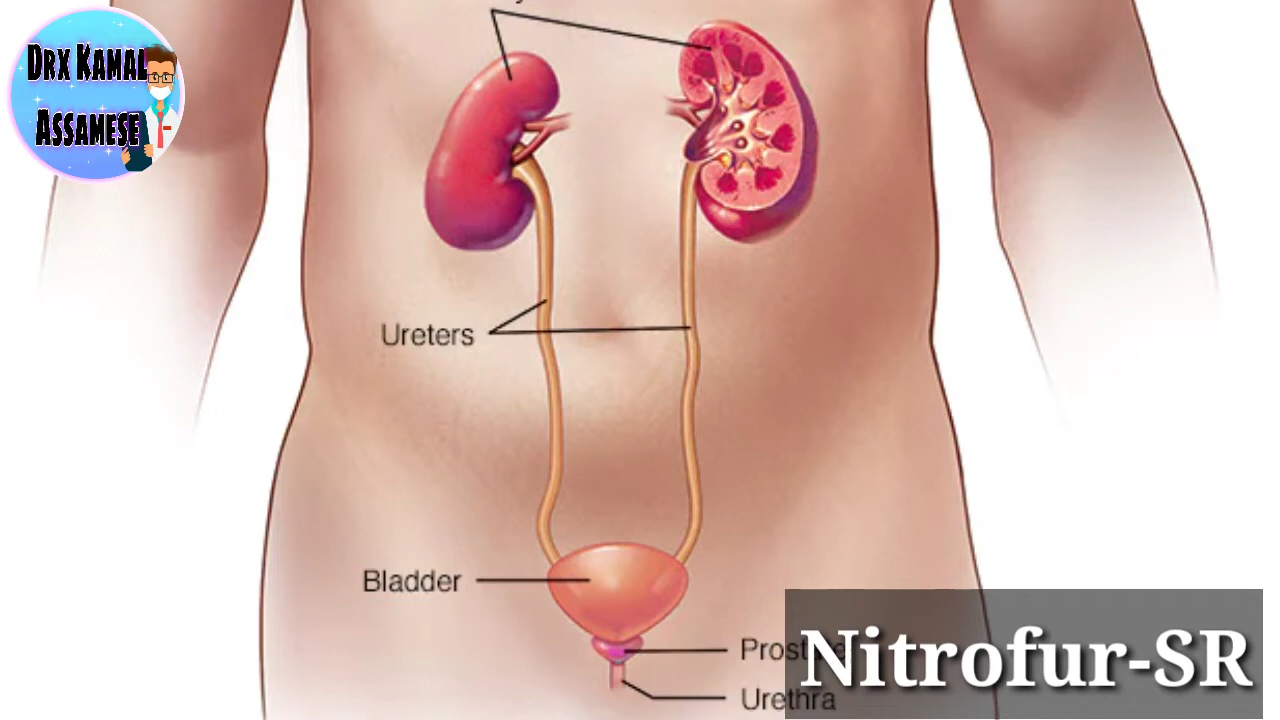 DRX KAMAL
ASSAMESE
Ureters
Bladder
Nitrofur-SR
Urethra